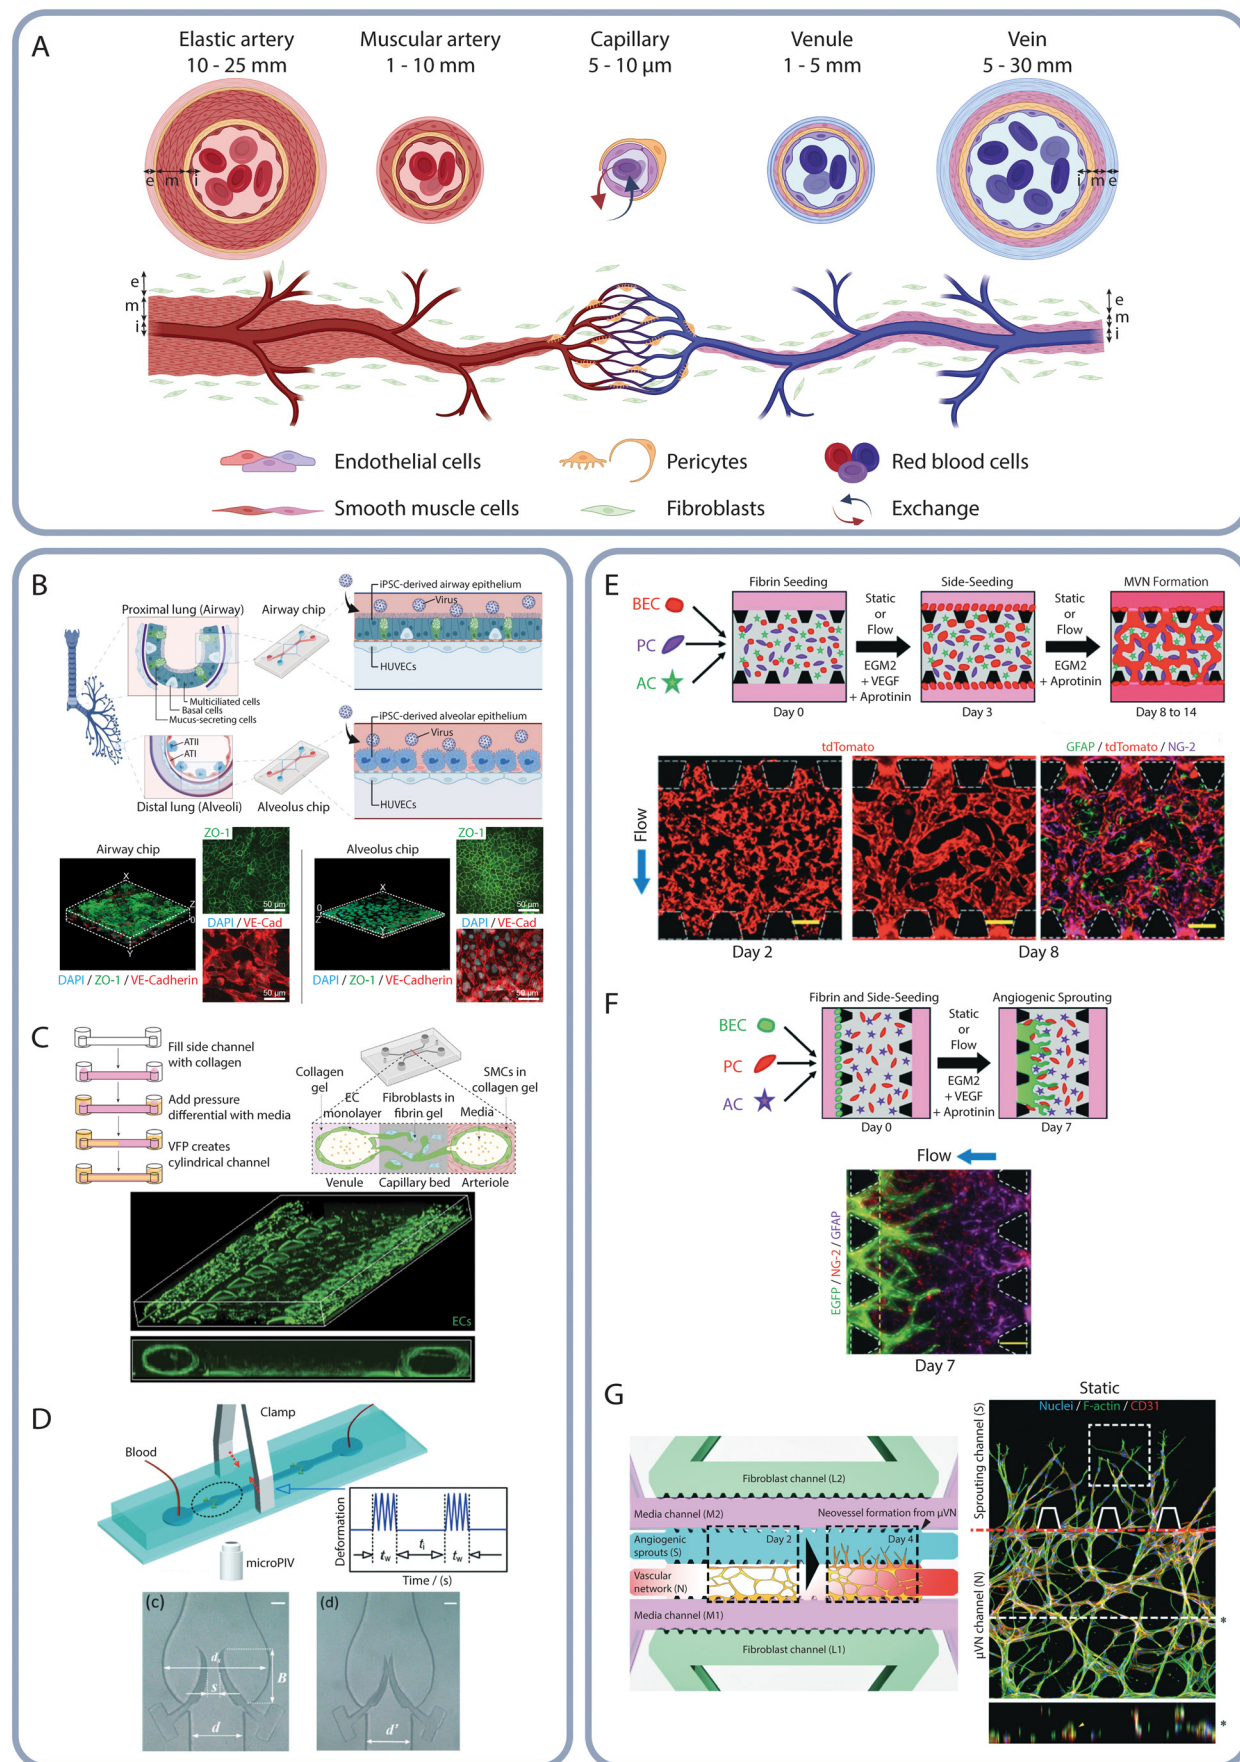 A
Elastic artery
10 - 25 mm
Muscular artery
1 - 10 mm
Capillary
5 - 10 µm
Venule
1 - 5 mm
Vein
5 - 30 mm
e m i
i m e
e
m
i
e
m
i
Endothelial cells
Pericytes
Red blood cells
Smooth muscle cells
Fibroblasts
Exchange
B
Proximal lung (Airway)
Airway chip
iPSC-derived airway epithelium
Virus
HUVECs
Multiciliated cells
Basal cells
Mucus-secreting cells
ATII
ATI
Distal lung (Alveoli)
Alveolus chip
iPSC-derived alveolar epithelium
Virus
HUVECs
Airway chip
ZO-1
50 µm
X
Z
0
Y
DAPI / VE-Cad
50 µm
DAPI / ZO-1 / VE-Cadherin
Alveolus chip
ZO-1
50 µm
X
0
Z
Y
DAPI / VE-Cad
50 µm
DAPI / ZO-1 / VE-Cadherin
C
Fill side channel
with collagen
Add pressure
differential with media
VFP creates
cylindrical channel
Collagen
gel
SMCs in
collagen gel
EC
monolayer
Fibroblasts in
fibrin gel
Media
Venule
Capillary bed
Arteriole
ECs
D
Clamp
Blood
microPIV
Deformation
tw
ti
tw
Time / (s)
(c)
ds
s
B
d
(d)
d'
E
BEC
PC
AC
Fibrin Seeding
Day 0
Static
or
Flow
EGM2
+ VEGF
+ Aprotinin
Side-Seeding
Day 3
Static
or
Flow
EGM2
+ Aprotinin
MVN Formation
Day 8 to 14
tdTomato
GFAP / tdTomato / NG-2
Flow
Day 2
Day 8
F
BEC
PC
AC
Fibrin and Side-Seeding
Day 0
Static
or
Flow
EGM2
+ VEGF
+ Aprotinin
Angiogenic Sprouting
Day 7
Flow
EGFP / NG-2 / GFAP
Day 7
G
Fibroblast channel (L2)
Media channel (M2)
Neovessel formation from µVN
Angiogenic
sprouts (S)
Day 2
Day 4
Vascular
network (N)
Media channel (M1)
Fibroblast channel (L1)
Static
Nuclei / F-actin / CD31
Sprouting channel (S)
µVN channel (N)
*
*